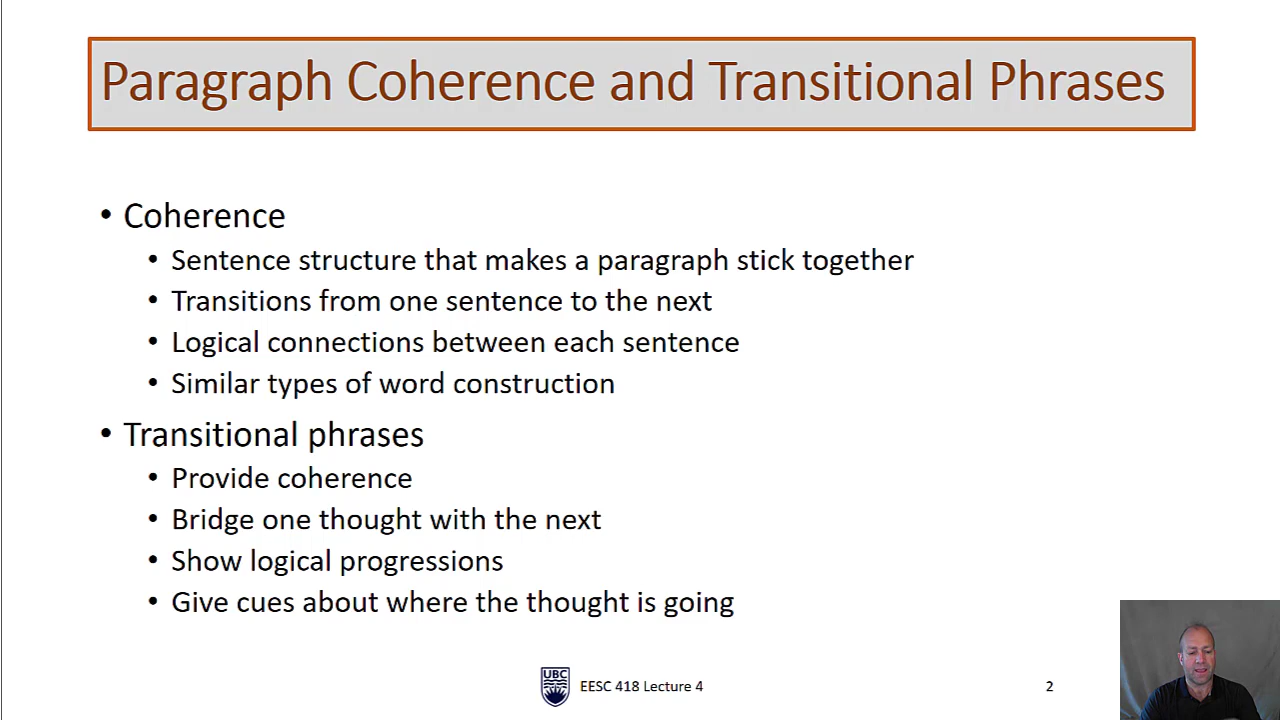 Paragraph Coherence and Transitional Phrases
• Coherence
• Sentence structure that makes a paragraph stick together
• Transitions from one sentence to the next
• Logical connections between each sentence
• Similar types of word construction
• Transitional phrases
• Provide coherence
• Bridge one thought with the next
• Show logical progressions
• Give cues about where the thought is going
UBC
EESC 418 Lecture 4
2